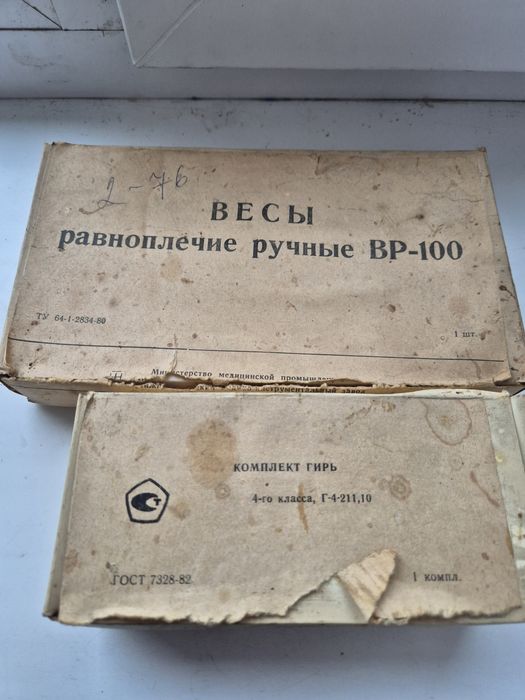 2-76
ВЕСЫ
равноплечие ручные ВР-100
ТУ 64-1-2834-80
1 шт.
Министерство медицинской
инструментальный завод
КОМПЛЕКТ ГИРЬ
4-го класса, Г-4-211,10
ГОСТ 7328-82
1 компл.